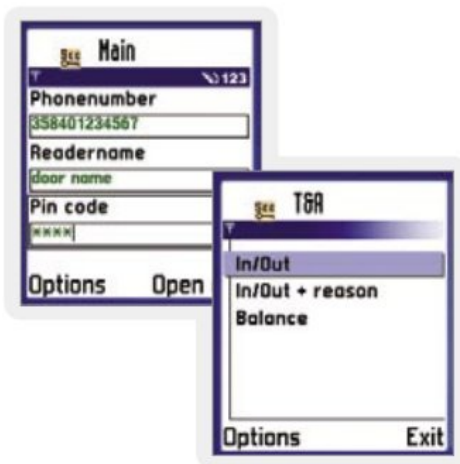 Main
123
Phonenumber
358401234567
Readername
door name
Pin code
****
Options Open
T&A
In/Out
In/Out + reason
Balance
Options Exit